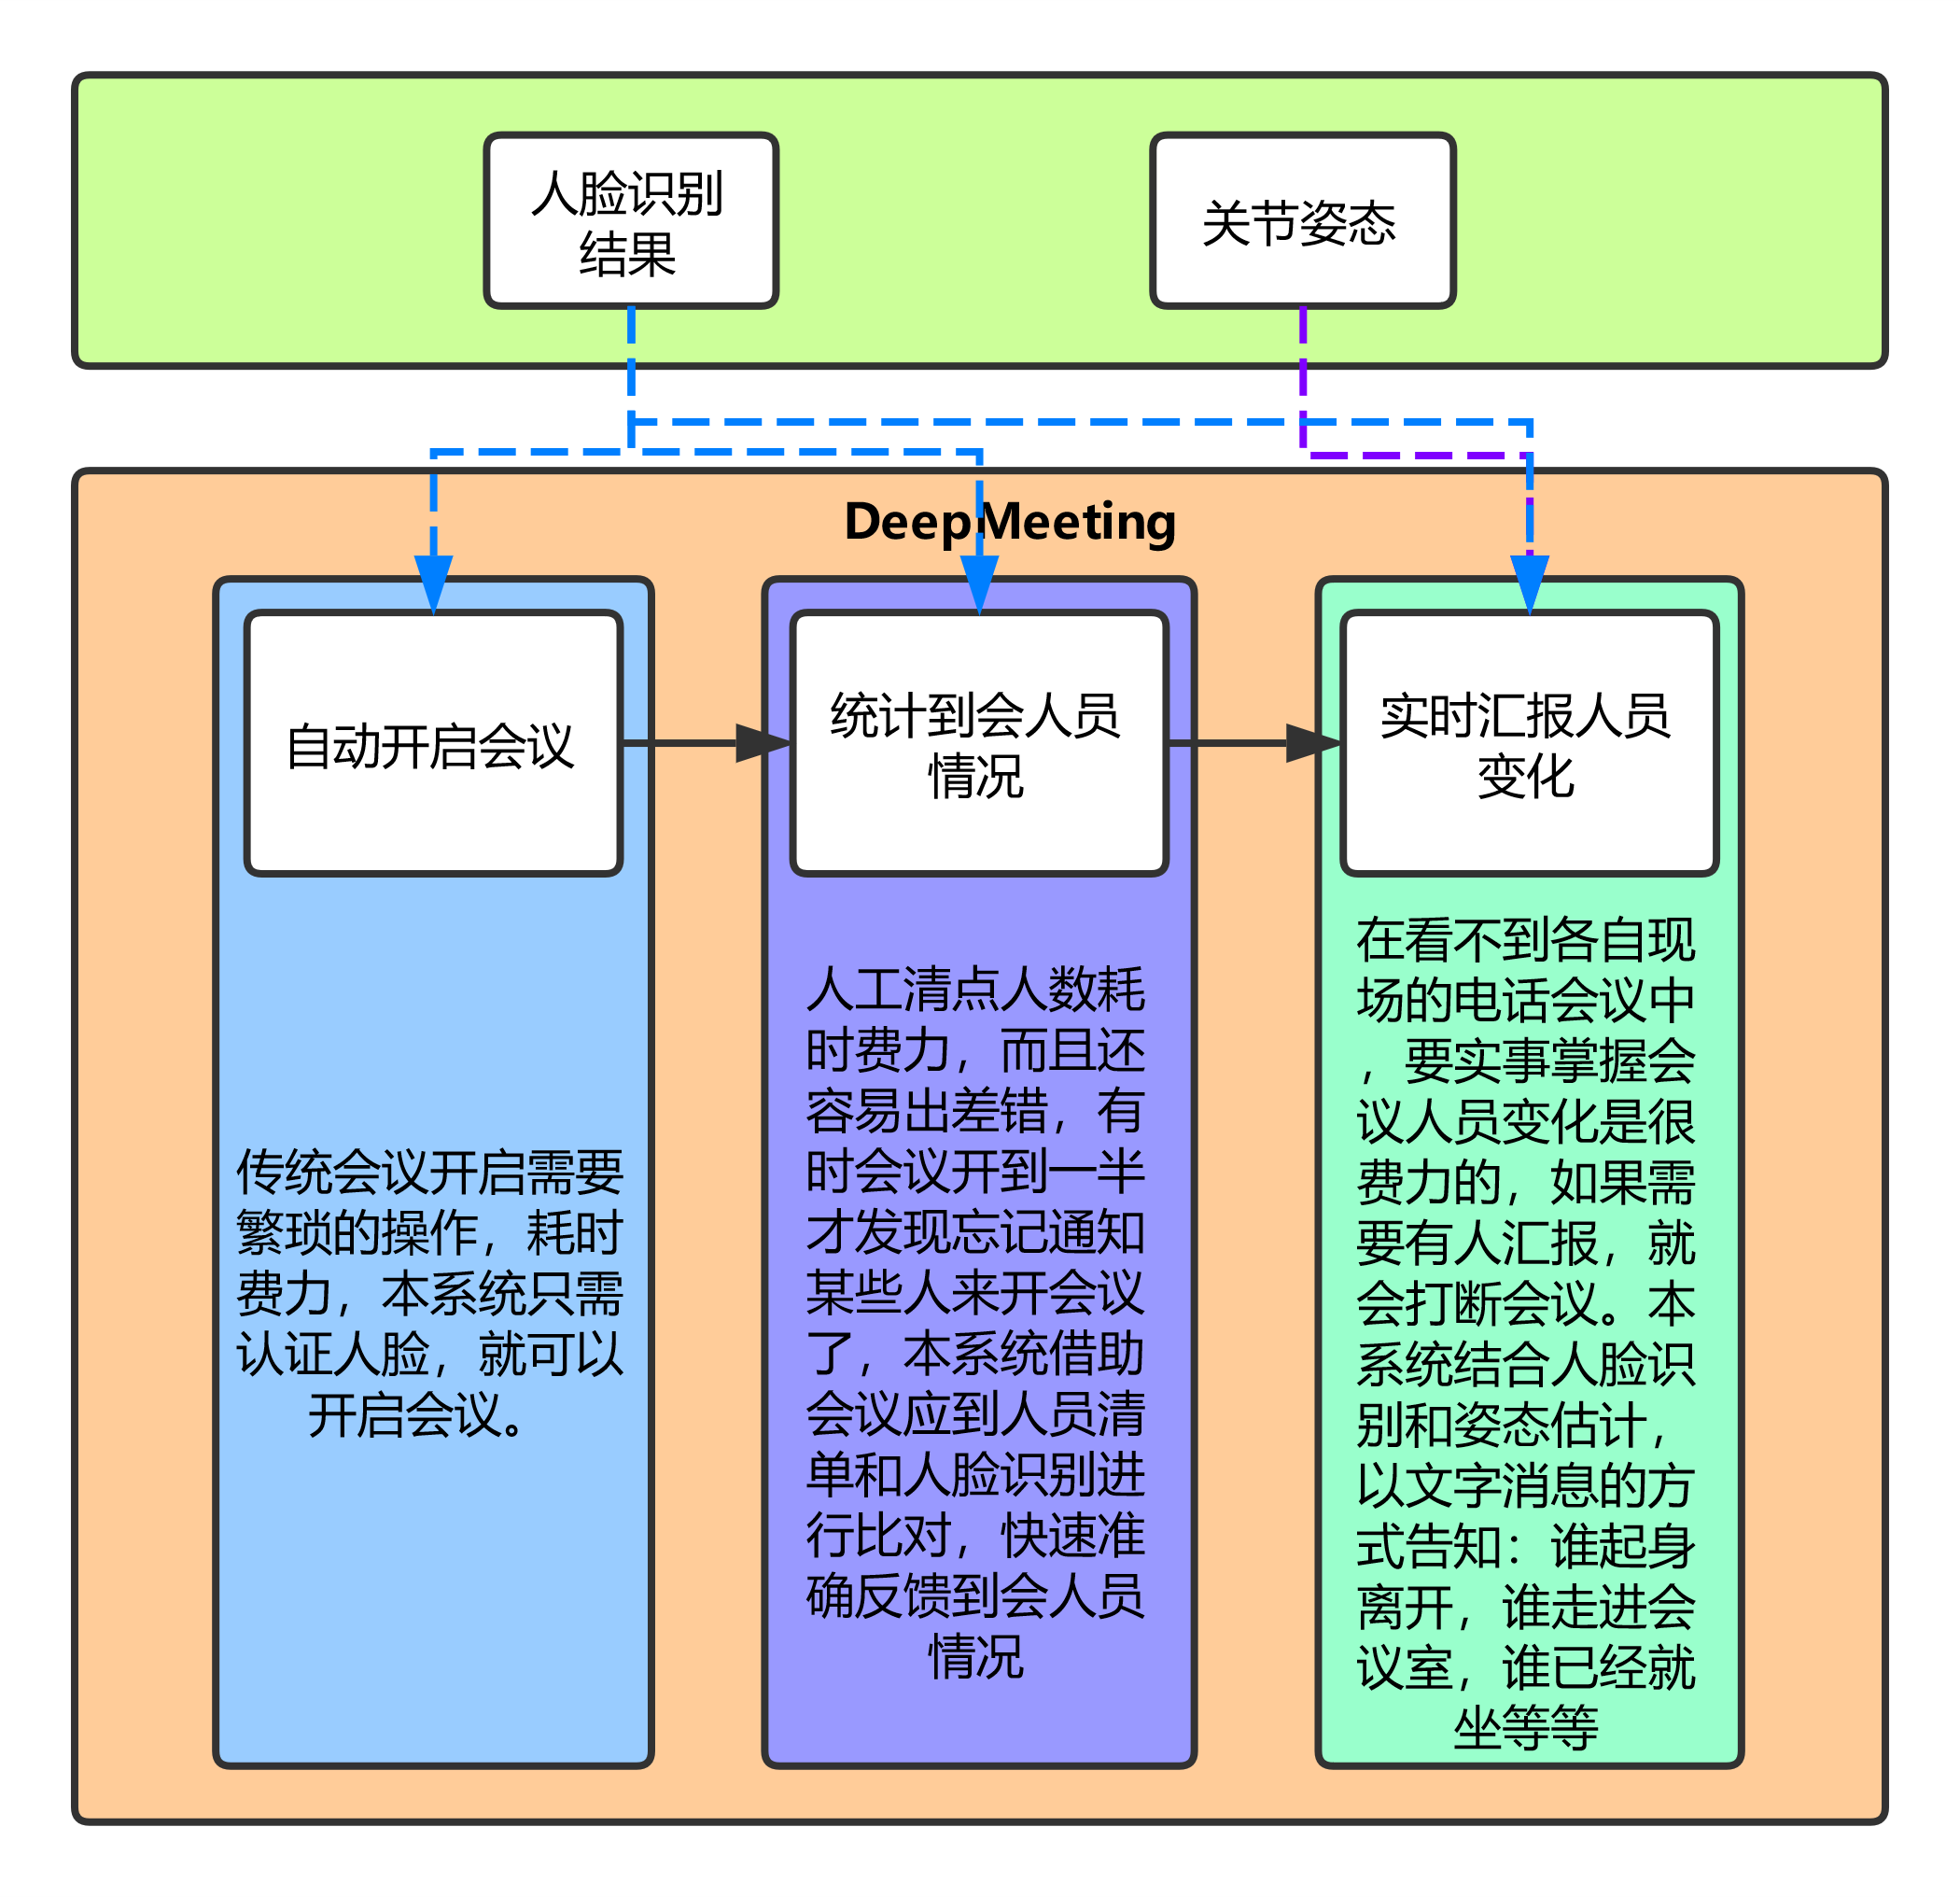 人脸识别
结果
关节姿态
DeepMeeting
自动开启会议
统计到会人员
情况
实时汇报人员
变化
传统会议开启需要
繁琐的操作，耗时
费力，本系统只需
认证人脸，就可以
开启会议。
人工清点人数耗
时费力，而且还
容易出差错，有
时会议开到一半
才发现忘记通知
某些人来开会议
了，本系统借助
会议应到人员清
单和人脸识别进
行比对，快速准
确反馈到会人员
情况
在看不到各自现
场的电话会议中
，要实事掌握会
议人员变化是很
费力的，如果需
要有人汇报，就
会打断会议。本
系统结合人脸识
别和姿态估计，
以文字消息的方
式告知：谁起身
离开，谁走进会
议室，谁已经就
坐等等